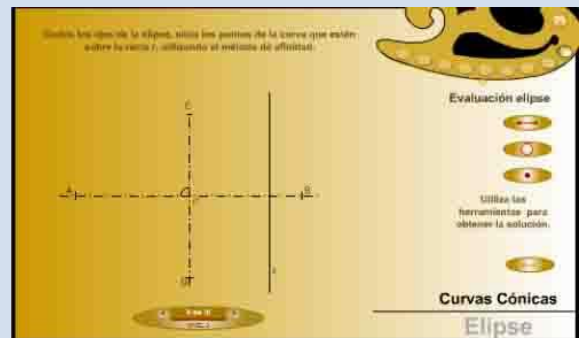 Dados los ejes de la elipse, sitúa los puntos de la curva que estén
sobre la recta r, utilizando el método de afinidad.
Evaluación elipse
C
A
B
O
D
r
Utiliza las
herramientas para
obtener la solución.
Curvas Cónicas
Elipse